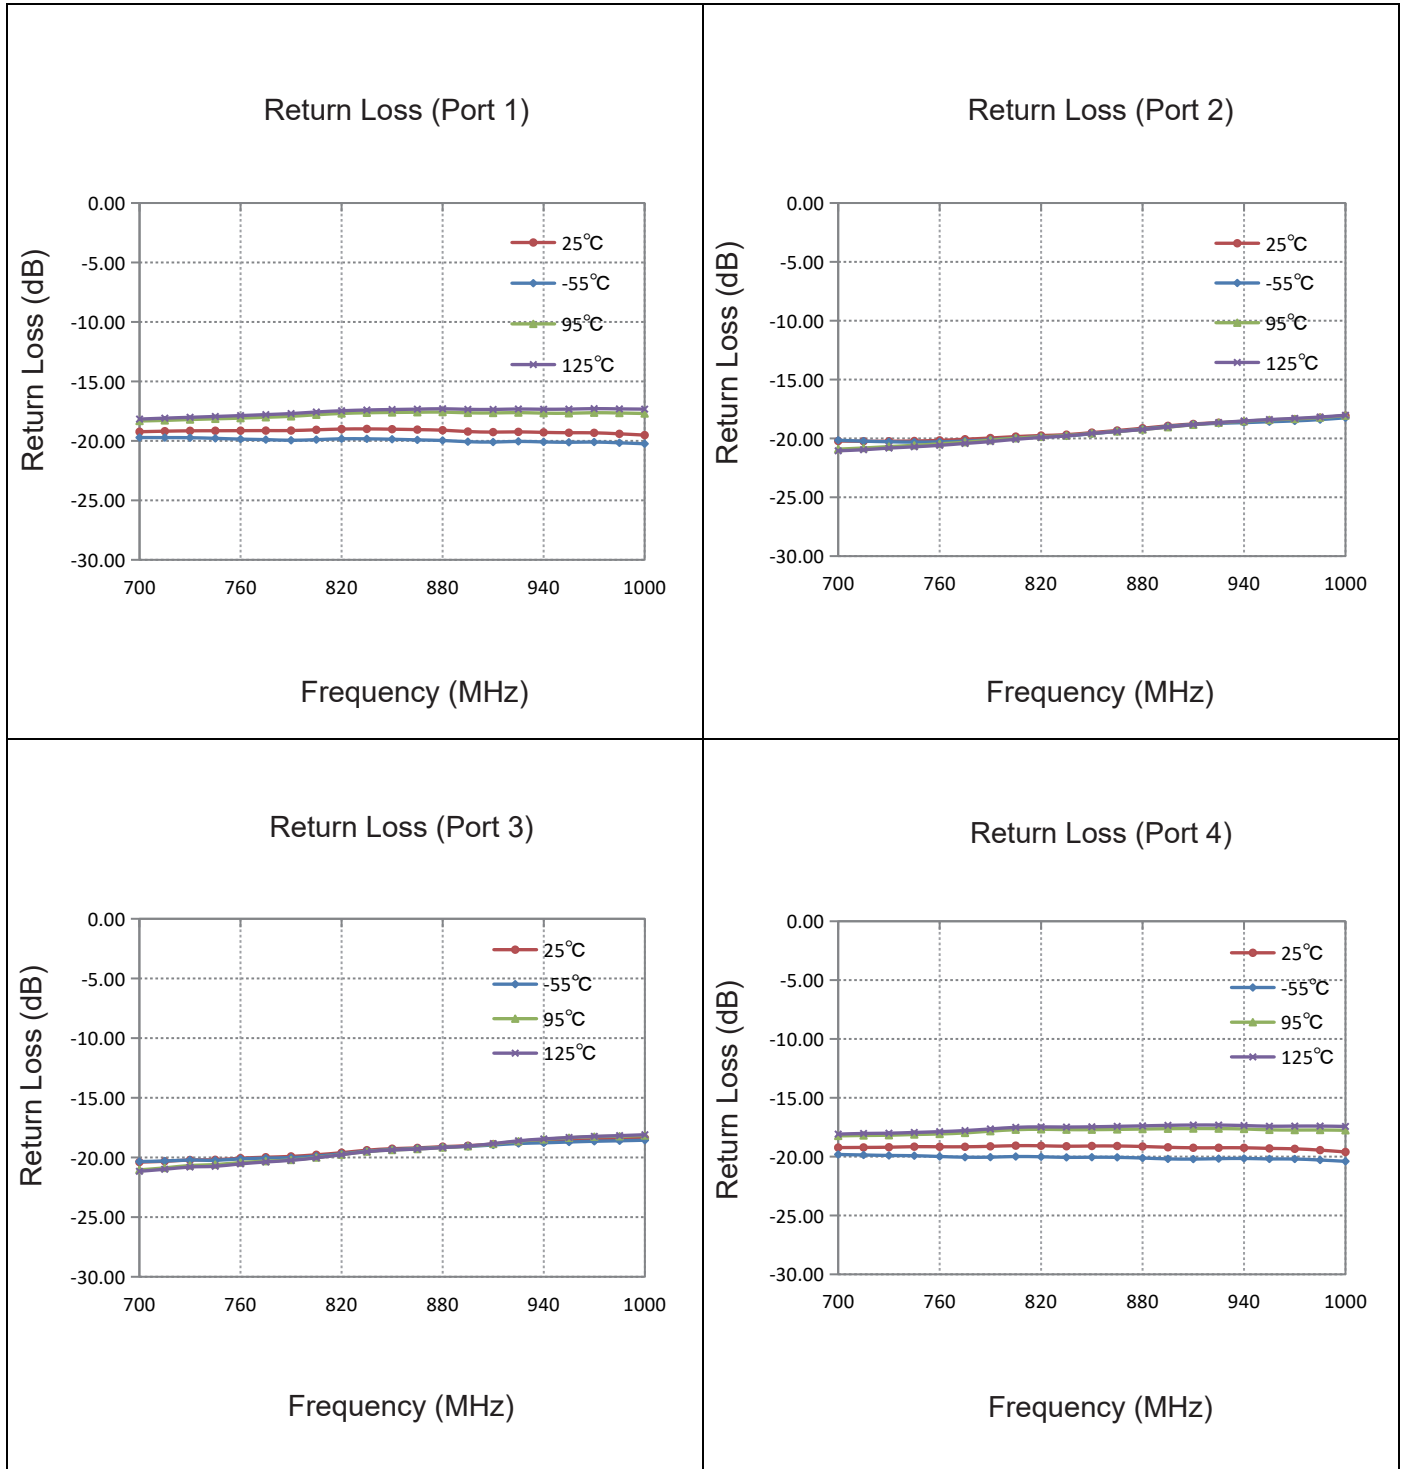 Return Loss (Port 1)
Return Loss (dB)
0.00
-5.00
-10.00
-15.00
-20.00
-25.00
-30.00
25℃
-55℃
95℃
125℃
700 760 820 880 940 1000
Frequency (MHz)
Return Loss (Port 2)
Return Loss (dB)
0.00
-5.00
-10.00
-15.00
-20.00
-25.00
-30.00
25℃
-55℃
95℃
125℃
700 760 820 880 940 1000
Frequency (MHz)
Return Loss (Port 3)
Return Loss (dB)
0.00
-5.00
-10.00
-15.00
-20.00
-25.00
-30.00
25℃
-55℃
95℃
125℃
700 760 820 880 940 1000
Frequency (MHz)
Return Loss (Port 4)
Return Loss (dB)
0.00
-5.00
-10.00
-15.00
-20.00
-25.00
-30.00
25℃
-55℃
95℃
125℃
700 760 820 880 940 1000
Frequency (MHz)